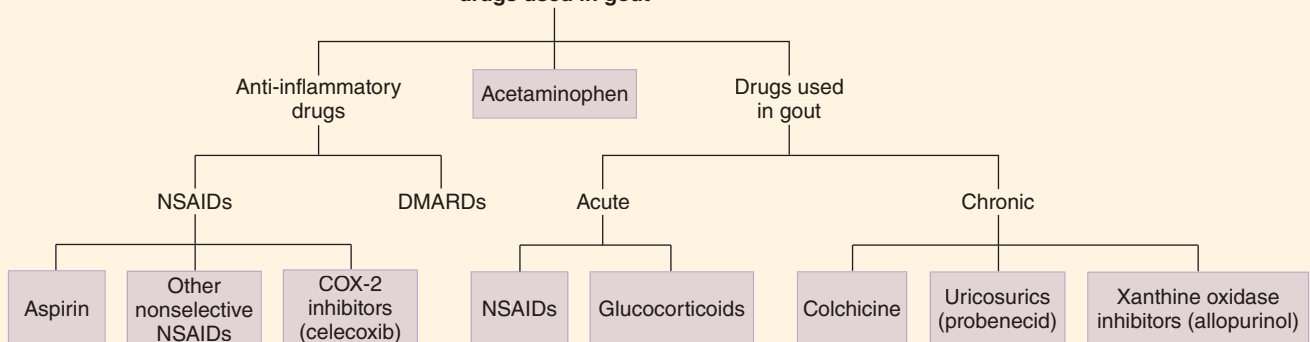 drugs used in gout
Anti-inflammatory
drugs
Acetaminophen
Drugs used
in gout
NSAIDs
DMARDs
Acute
Chronic
Aspirin
Other
nonselective
NSAIDs
COX-2
inhibitors
(celecoxib)
NSAIDs
Glucocorticoids
Colchicine
Uricosurics
(probenecid)
Xanthine oxidase
inhibitors (allopurinol)